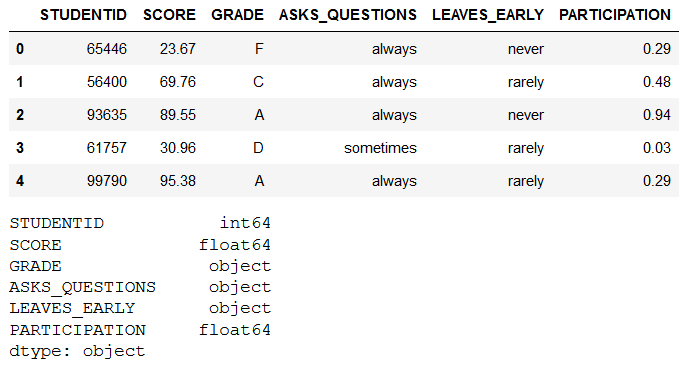 STUDENTID SCORE GRADE ASKS_QUESTIONS LEAVES_EARLY PARTICIPATION
0 65446 23.67 F always never 0.29
1 56400 69.76 C always rarely 0.48
2 93635 89.55 A always never 0.94
3 61757 30.96 D sometimes rarely 0.03
4 99790 95.38 A always rarely 0.29
STUDENTID int64
SCORE float64
GRADE object
ASKS_QUESTIONS object
LEAVES_EARLY object
PARTICIPATION float64
dtype: object